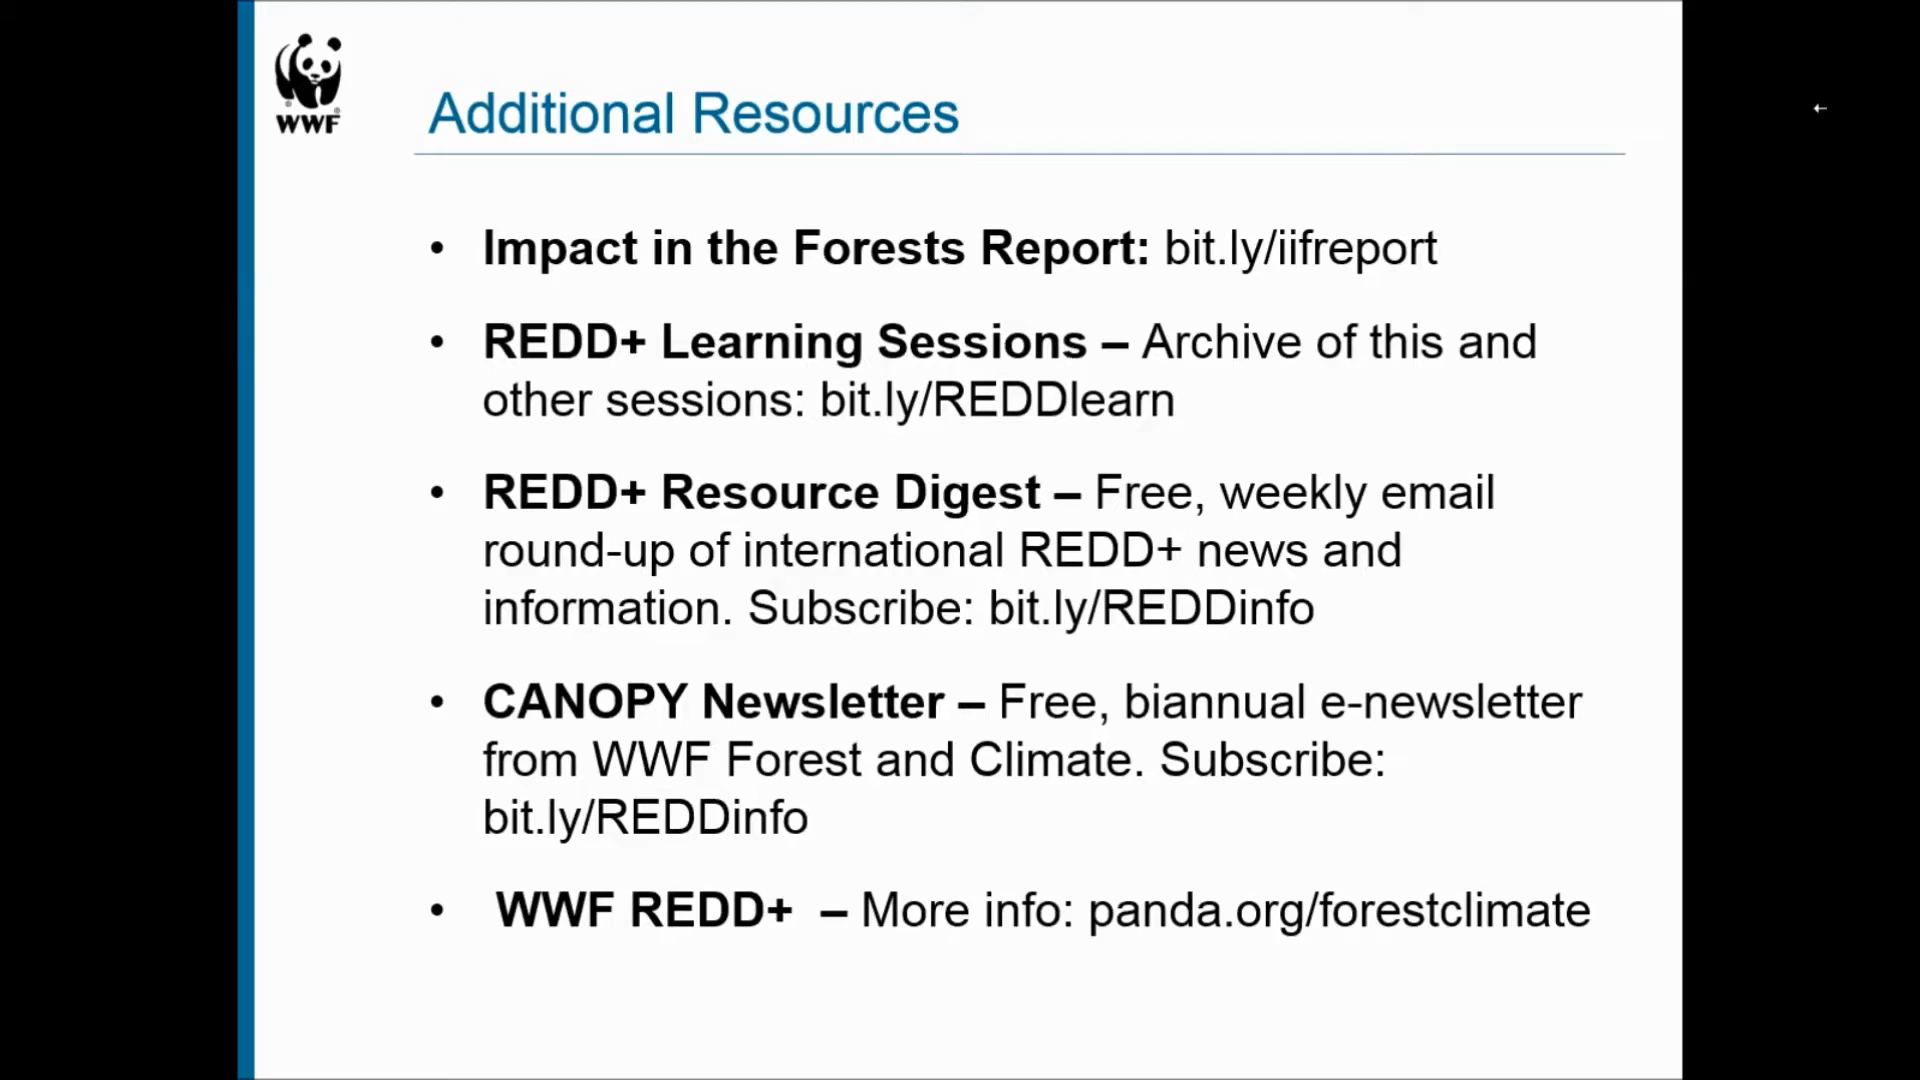 WWF
Additional Resources
• Impact in the Forests Report: bit.ly/iifreport
• REDD+ Learning Sessions – Archive of this and
other sessions: bit.ly/REDDlearn
• REDD+ Resource Digest – Free, weekly email
round-up of international REDD+ news and
information. Subscribe: bit.ly/REDDinfo
• CANOPY Newsletter – Free, biannual e-newsletter
from WWF Forest and Climate. Subscribe:
bit.ly/REDDinfo
• WWF REDD+ – More info: panda.org/forestclimate